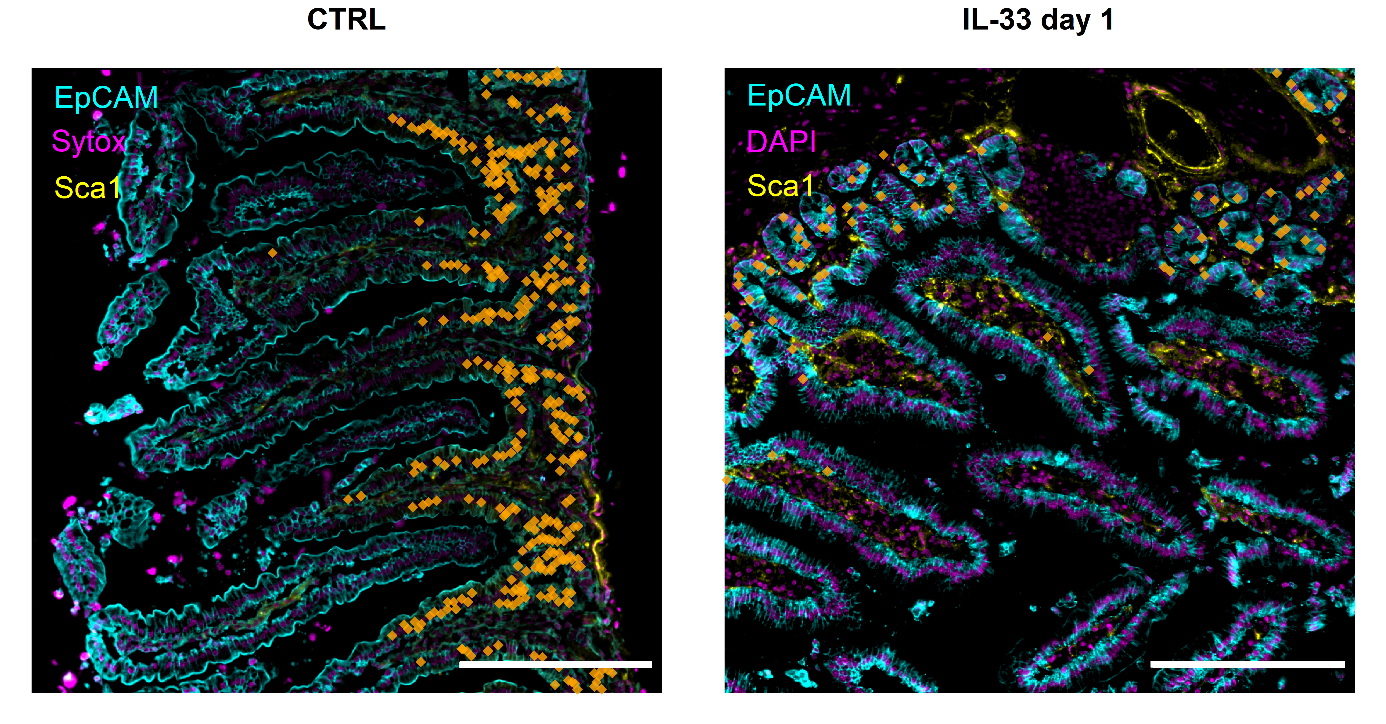 CTRL
IL-33 day 1
EpCAM
Sytox
Sca1
EpCAM
DAPI
Sca1